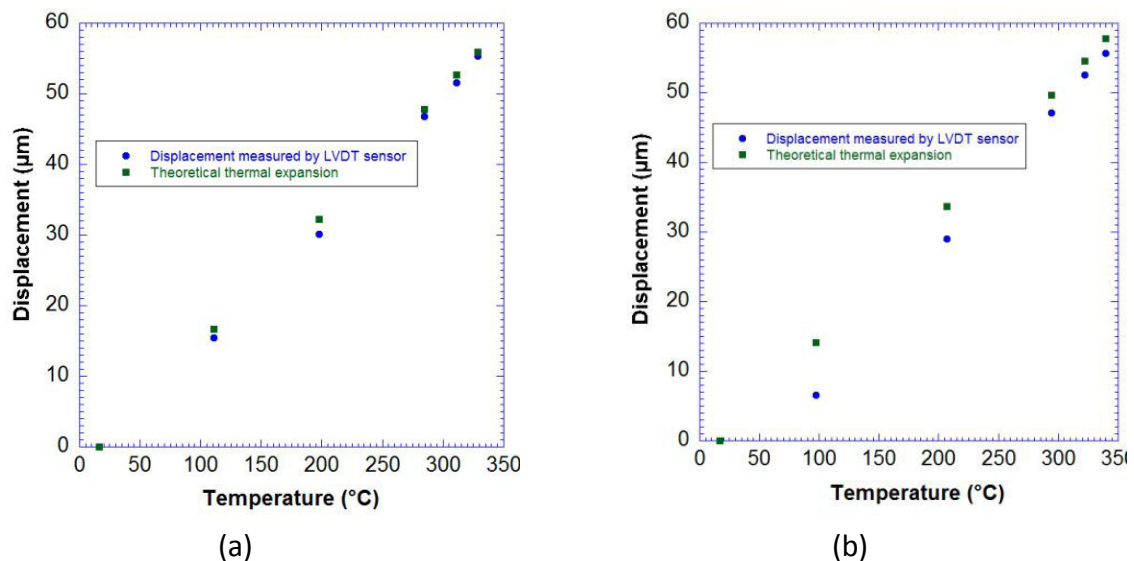 60
50
40
30
20
10
0
Displacement (µm)
Displacement measured by LVDT sensor
Theoretical thermal expansion
0 50 100 150 200 250 300 350
Temperature (°C)
(a)
60
50
40
30
20
10
0
Displacement (µm)
Displacement measured by LVDT sensor
Theoretical thermal expansion
0 50 100 150 200 250 300 350
Temperature (°C)
(b)